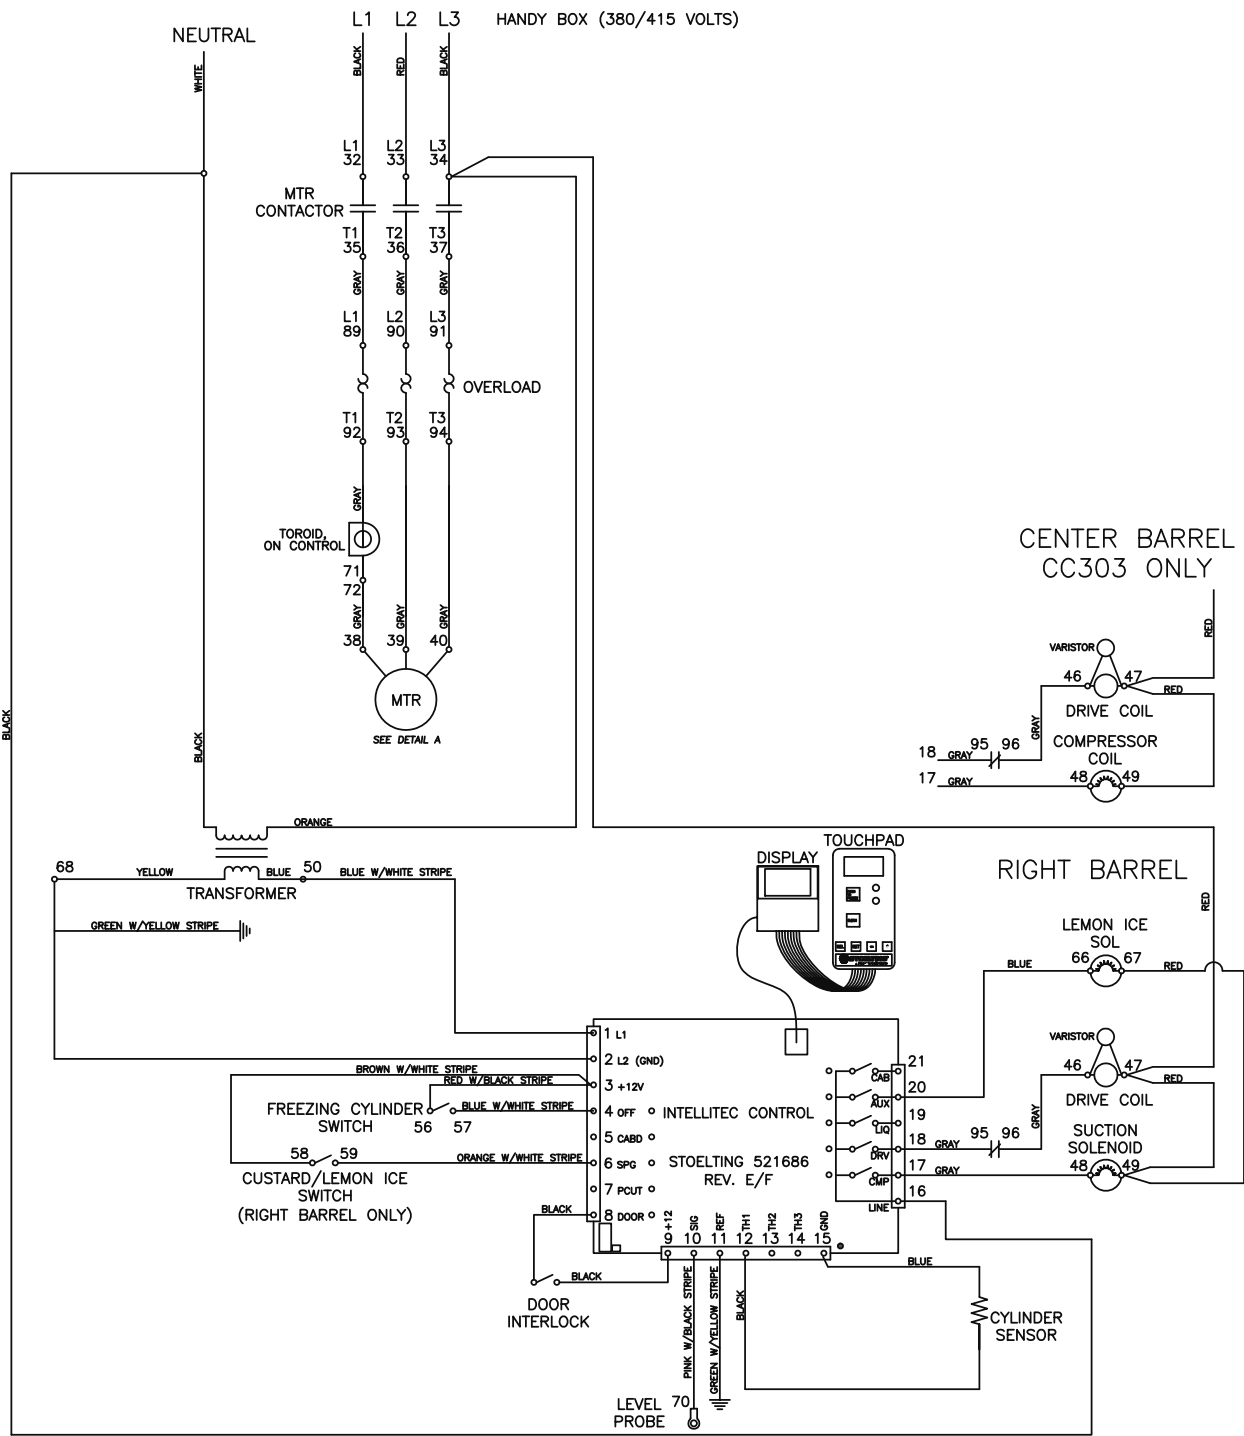 L1 L2 L3 HANDY BOX (380/415 VOLTS)
NEUTRAL
BLACK RED BLACK
WHITE
L1 L2 L3
32 33 34
MTR
CONTACTOR
T1 T2 T3
35 36 37
GRAY GRAY GRAY
L1 L2 L3
89 90 91
OVERLOAD
T1 T2 T3
92 93 94
GRAY
TOROID,
ON CONTROL
71
72
GRAY GRAY GRAY
38 39 40
MTR
SEE DETAIL A
BLACK
BLACK
CENTER BARREL
CC303 ONLY
RED
VARISTOR
46 47
RED
DRIVE COIL
GRAY
COMPRESSOR
COIL
18 GRAY 95 96
17 GRAY 48 49
ORANGE
68 YELLOW BLUE 50 BLUE W/WHITE STRIPE
TRANSFORMER
GREEN W/YELLOW STRIPE
DISPLAY
TOUCHPAD
RIGHT BARREL
RED
LEMON ICE
SOL
BLUE 66 67 RED
VARISTOR
46 47
RED
DRIVE COIL
GRAY
SUCTION
SOLENOID
18 GRAY 95 96
17 GRAY 48 49
1 L1
2 L2 (GND)
BROWN W/WHITE STRIPE
RED W/BLACK STRIPE 3 +12V
FREEZING CYLINDER
SWITCH
56 57
BLUE W/WHITE STRIPE 4 OFF
5 CABD
58 59 ORANGE W/WHITE STRIPE 6 SPG
CUSTARD/LEMON ICE
SWITCH
(RIGHT BARREL ONLY)
7 PCUT
BLACK 8 DOOR
INTELLITEC CONTROL
STOELTING 521686
REV. E/F
CAB 21
AUX 20
LIQ 19
DRV
CMP
LINE 16
+12 SIG REF TH1 TH2 TH3 GND
9 10 11 12 13 14 15
BLACK
DOOR
INTERLOCK
PINK W/BLACK STRIPE
GREEN W/YELLOW STRIPE
BLACK
BLUE
CYLINDER
SENSOR
LEVEL
PROBE
70